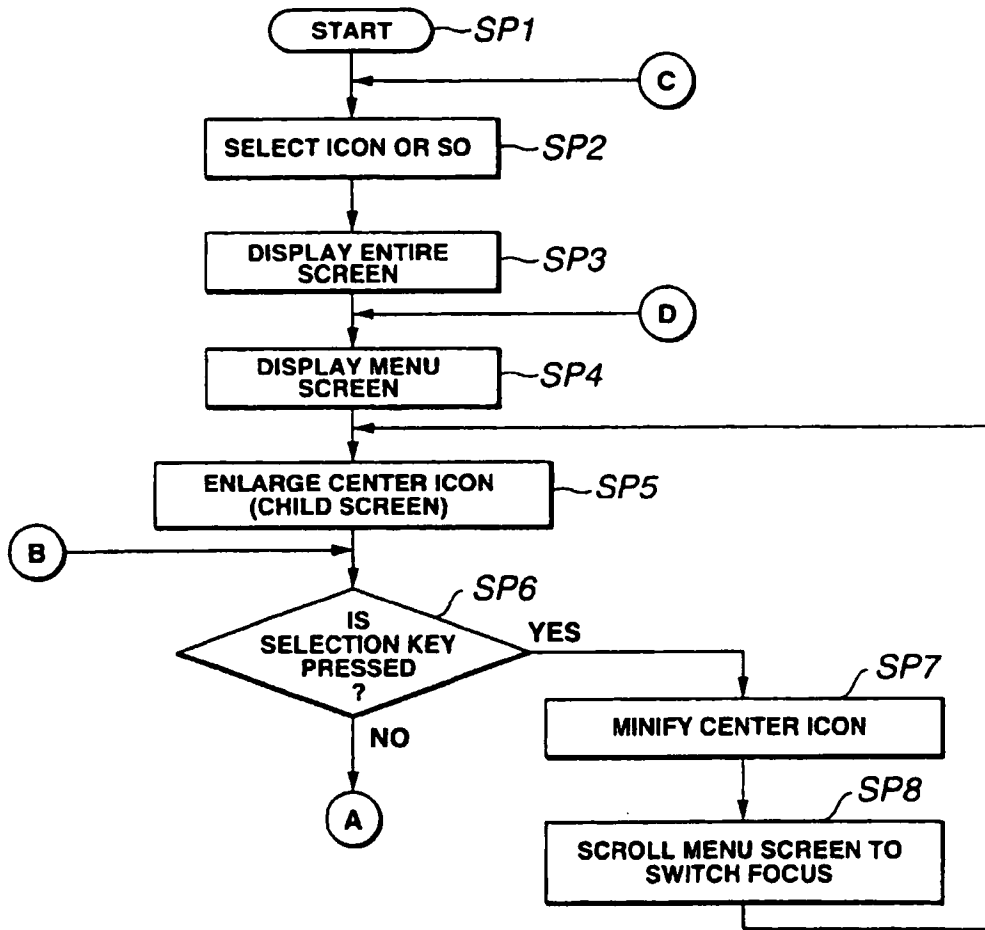 START
SP1
C
SELECT ICON OR SO
SP2
DISPLAY ENTIRE
SCREEN
SP3
D
DISPLAY MENU
SCREEN
SP4
ENLARGE CENTER ICON
(CHILD SCREEN)
SP5
B
SP6
IS
SELECTION KEY
PRESSED
?
YES
NO
SP7
MINIFY CENTER ICON
A
SP8
SCROLL MENU SCREEN TO
SWITCH FOCUS